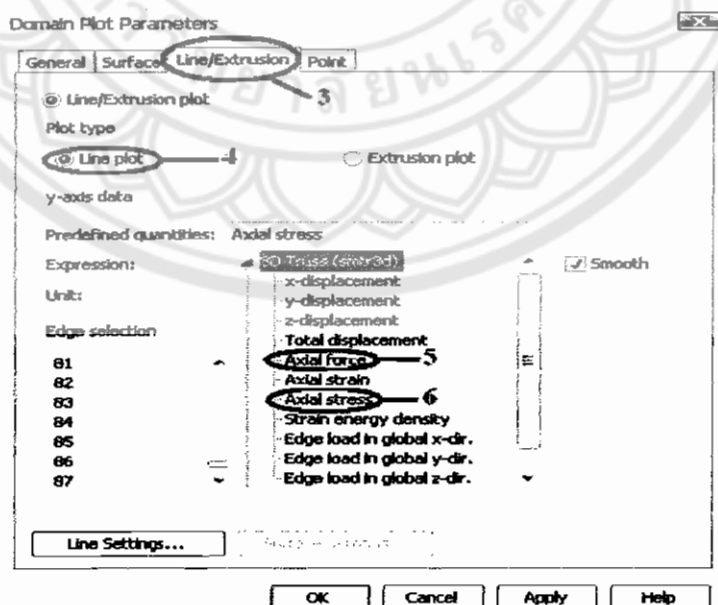 Domain Plot Parameters
General Surface Line/Extrusion Point
Line/Extrusion plot 3
Plot type
Line plot 4 Extrusion plot
y-axis data
Predefined quantities: Axial stress
Expression: 3D Truss (smtr3d) Smooth
x-displacement
Unit: y-displacement
z-displacement
Edge selection Total displacement
81 Axial force 5
82 Axial strain
83 Axial stress 6
84 Strain energy density
85 Edge load in global x-dir.
86 Edge load in global y-dir.
87 Edge load in global z-dir.
Line Settings...
OK Cancel Apply Help